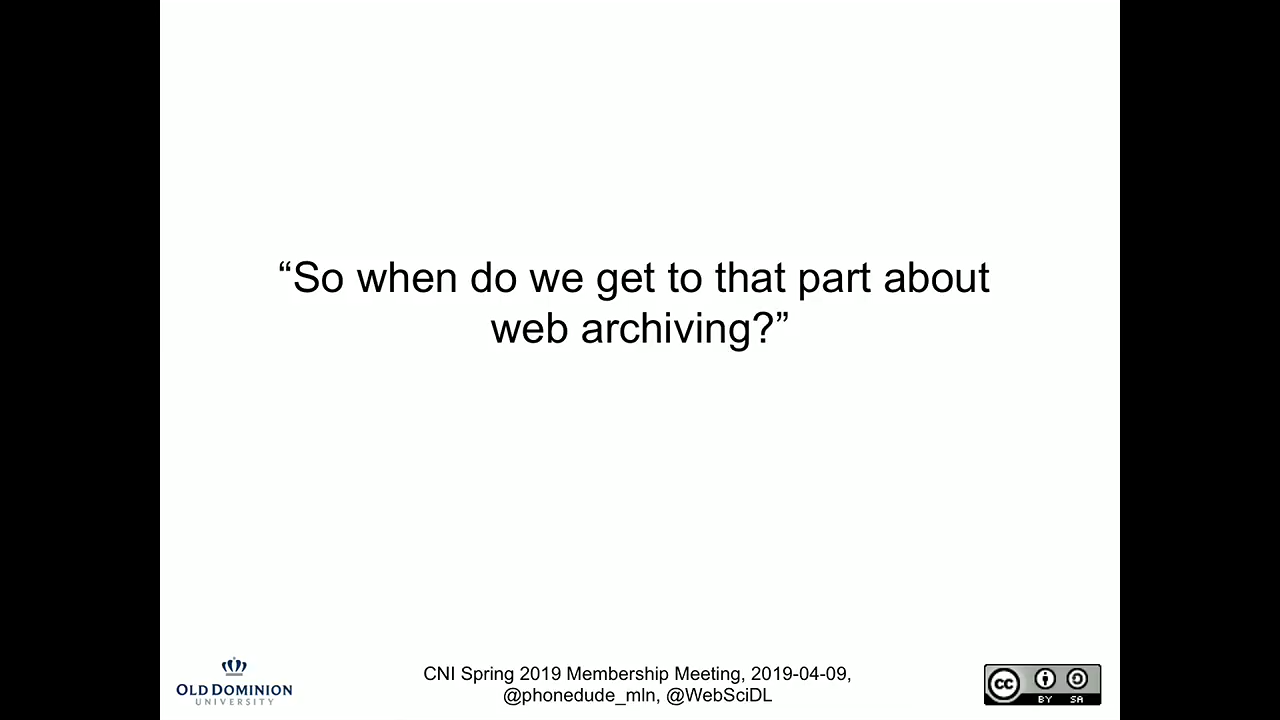 “So when do we get to that part about
web archiving?”
OLD DOMINION
UNIVERSITY
CNI Spring 2019 Membership Meeting, 2019-04-09,
@phonedude_mln, @WebSciDL
cc
BY SA